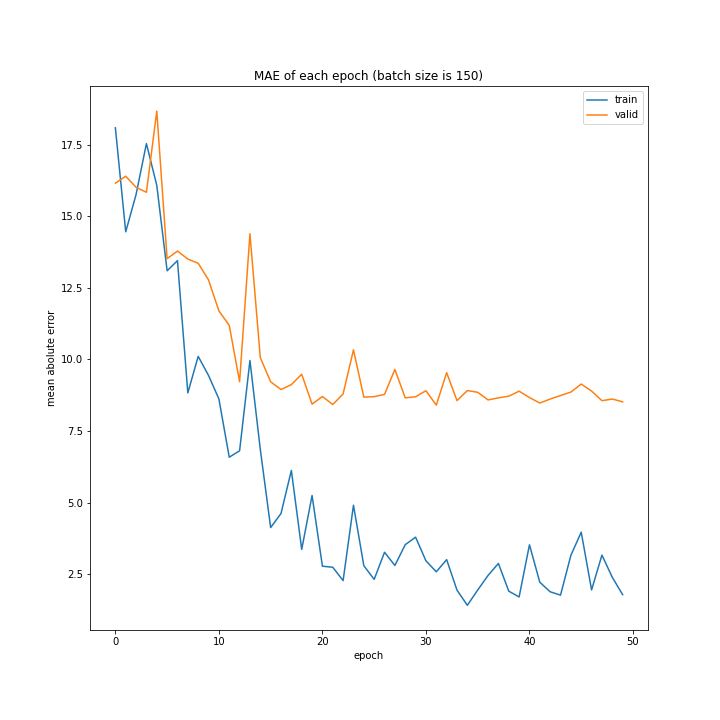 MAE of each epoch (batch size is 150)
train
valid
17.5
15.0
12.5
10.0
7.5
5.0
2.5
mean abolute error
0 10 20 30 40 50
epoch